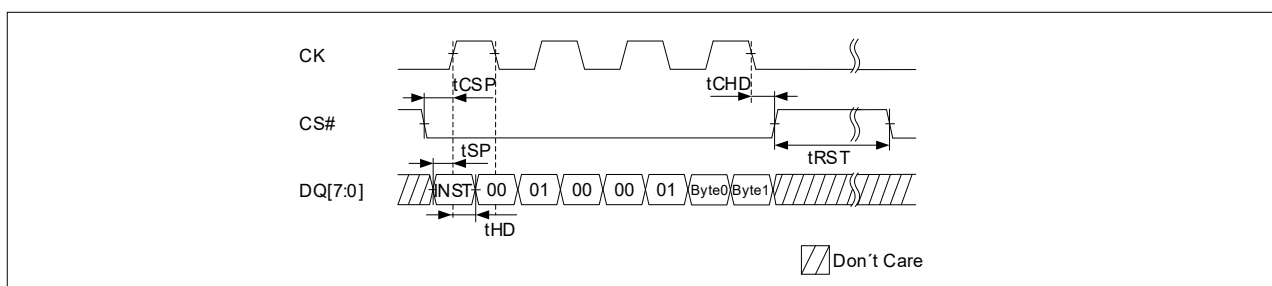 CK
tCSP
tCHD
CS#
tSP
tRST
DQ[7:0]
INST 00 01 00 00 01 Byte0 Byte1
tHD
Don´t Care